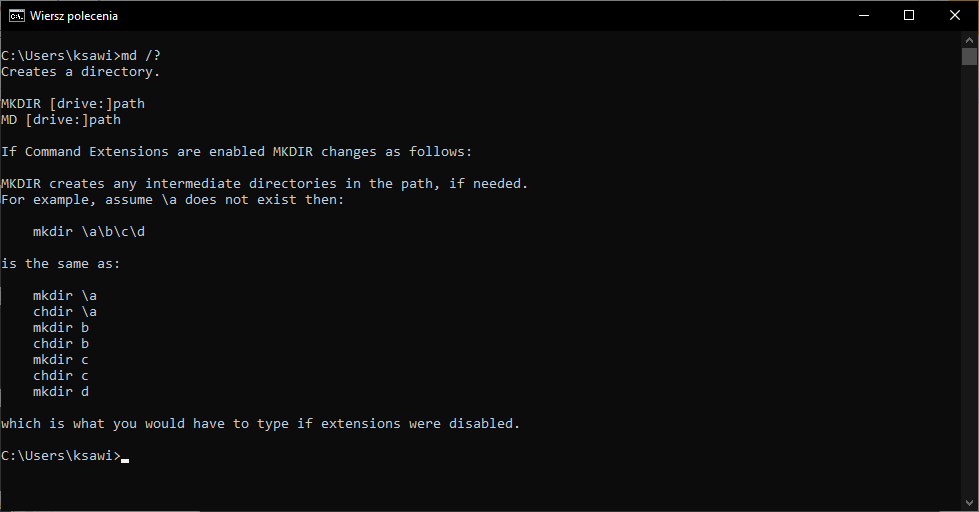 Wiersz polecenia
C:\Users\ksawi>md /?
Creates a directory.
MKDIR [drive:]path
MD [drive:]path
If Command Extensions are enabled MKDIR changes as follows:
MKDIR creates any intermediate directories in the path, if needed.
For example, assume \a does not exist then:
mkdir \a\b\c\d
is the same as:
mkdir \a
chdir \a
mkdir b
chdir b
mkdir c
chdir c
mkdir d
which is what you would have to type if extensions were disabled.
C:\Users\ksawi>